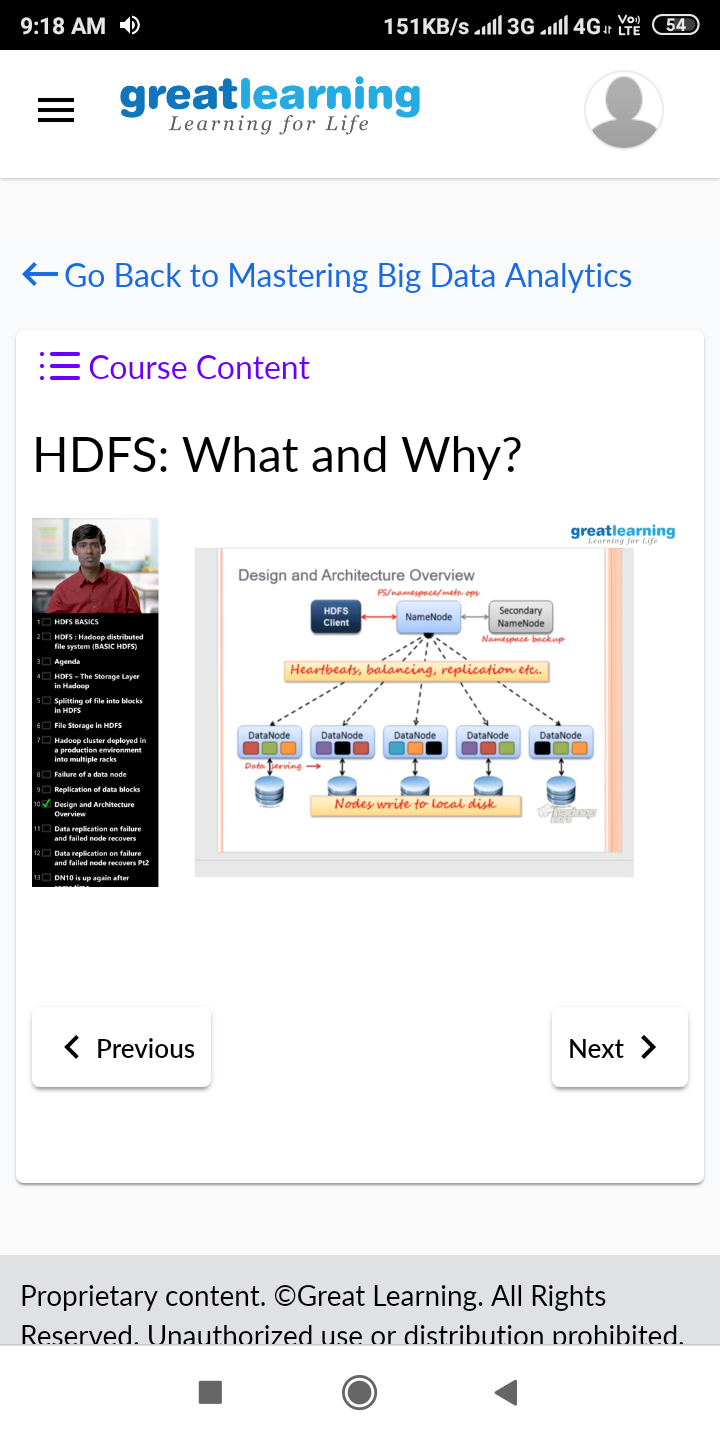 9:18 AM 151KB/s 3G 4G Vo)) LTE 54
greatlearning
Learning for Life
Go Back to Mastering Big Data Analytics
Course Content
HDFS: What and Why?
greatlearning
Learning for Life
Design and Architecture Overview
FS/namespace/meta ops
HDFS
Client
NameNode
Secondary
NameNode
Namespace backup
Heartbeats, balancing, replication etc..
DataNode DataNode DataNode DataNode DataNode
Data serving
Nodes write to local disk
1 HDFS BASICS
2 HDFS : Hadoop distributed
file system (BASIC HDFS)
3 Agenda
4 HDFS – The Storage Layer
in Hadoop
5 Splitting of file into blocks
in HDFS
6 File Storage in HDFS
7 Hadoop cluster deployed in
a production environment
into multiple racks
8 Failure of a data node
9 Replication of data blocks
10 Design and Architecture
Overview
11 Data replication on failure
and failed node recovers
12 Data replication on failure
and failed node recovers Pt2
13 DN10 is up again after
some time
Previous
Next
Proprietary content. ©Great Learning. All Rights
Reserved. Unauthorized use or distribution prohibited.